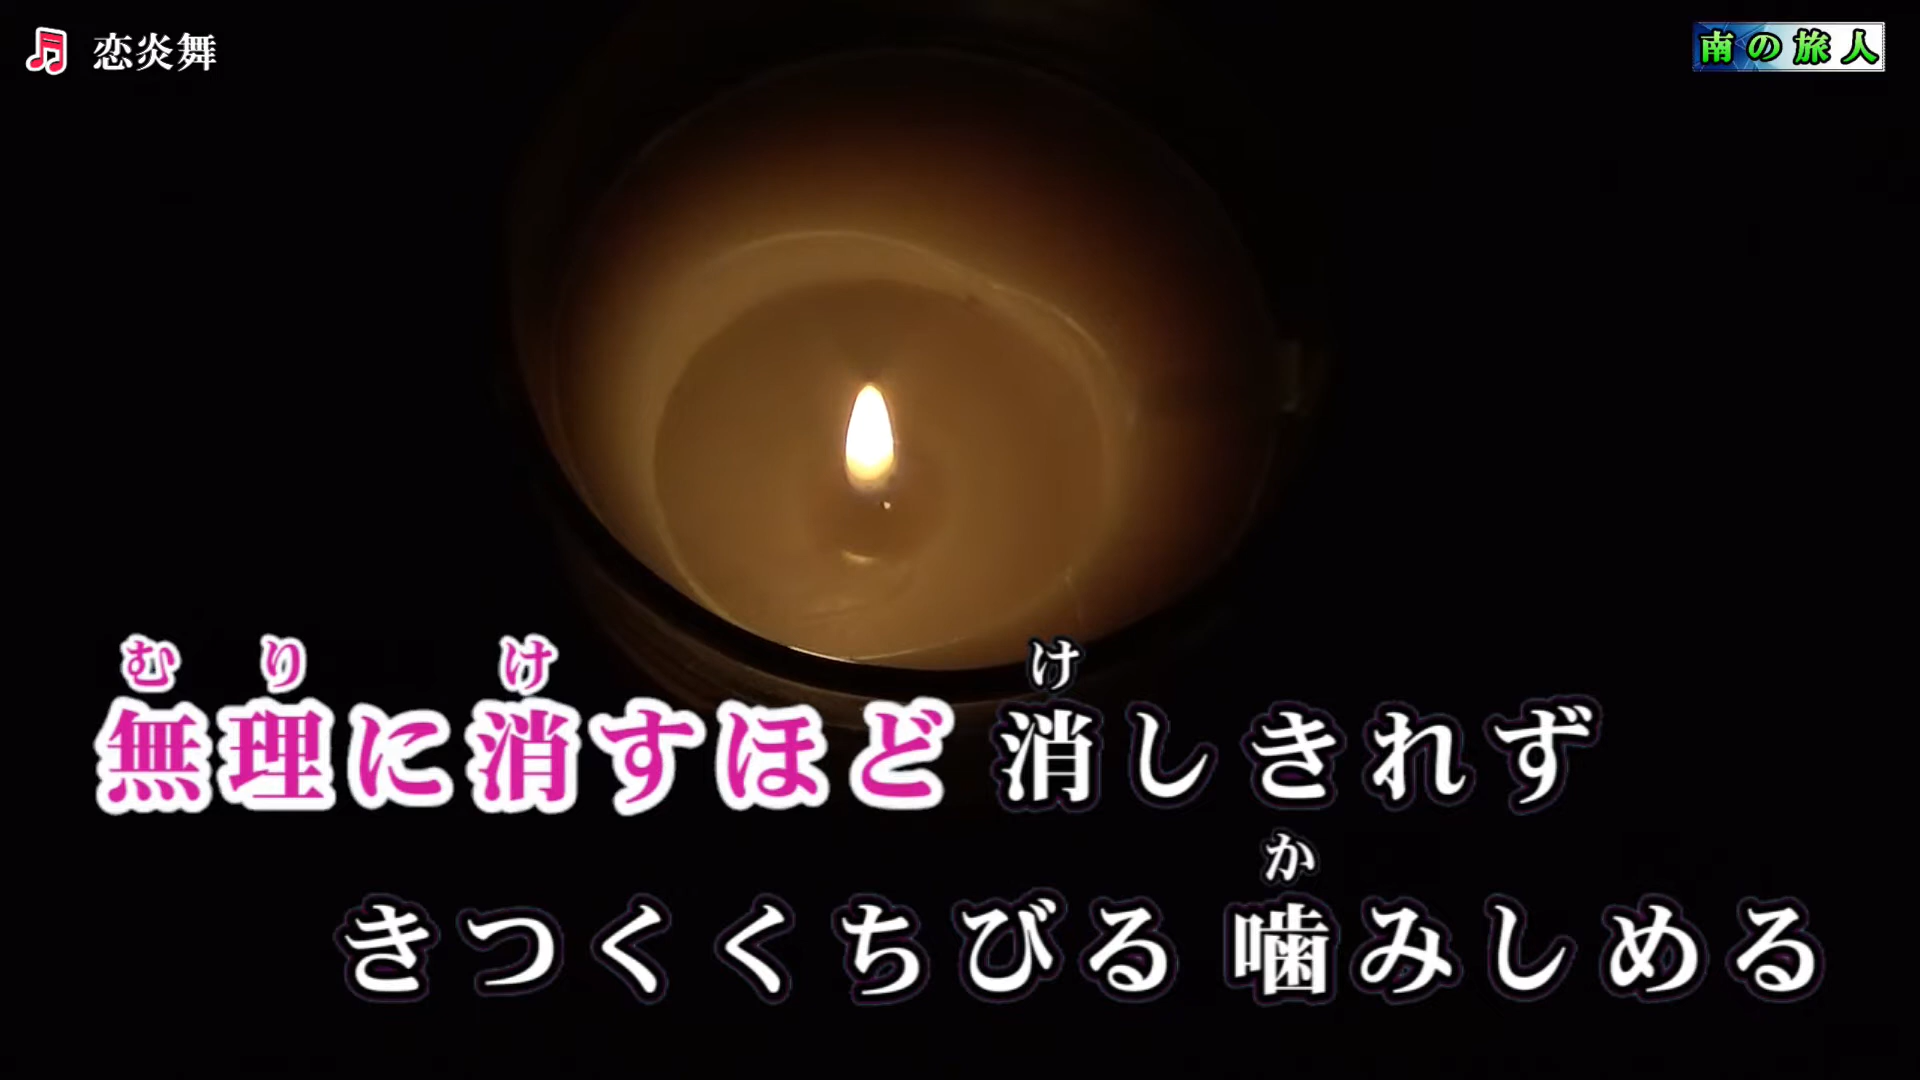 恋炎舞
南の旅人
むり け け
無理に消すほど 消しきれず
か
きつくくちびる 噛みしめる